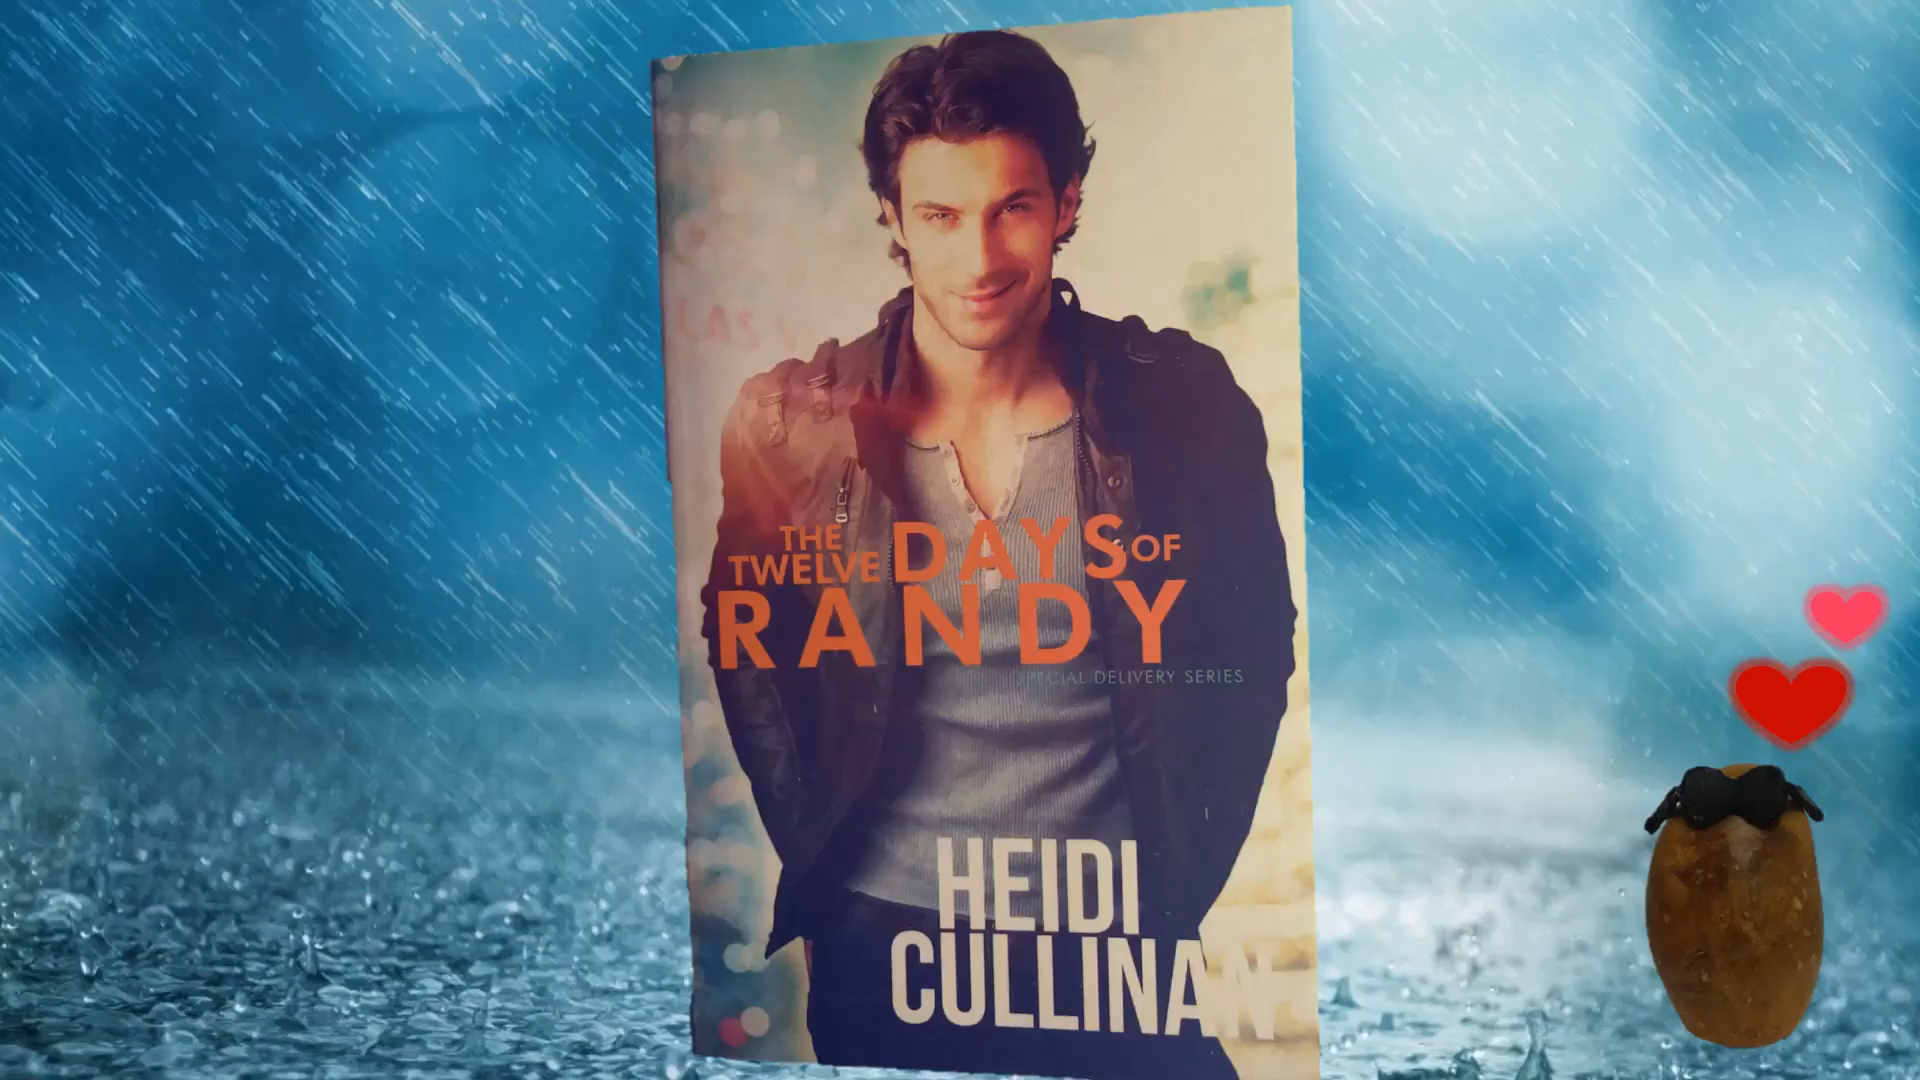 THE
TWELVE DAYS OF
RANDY
SPECIAL DELIVERY SERIES
HEIDI
CULLINAN